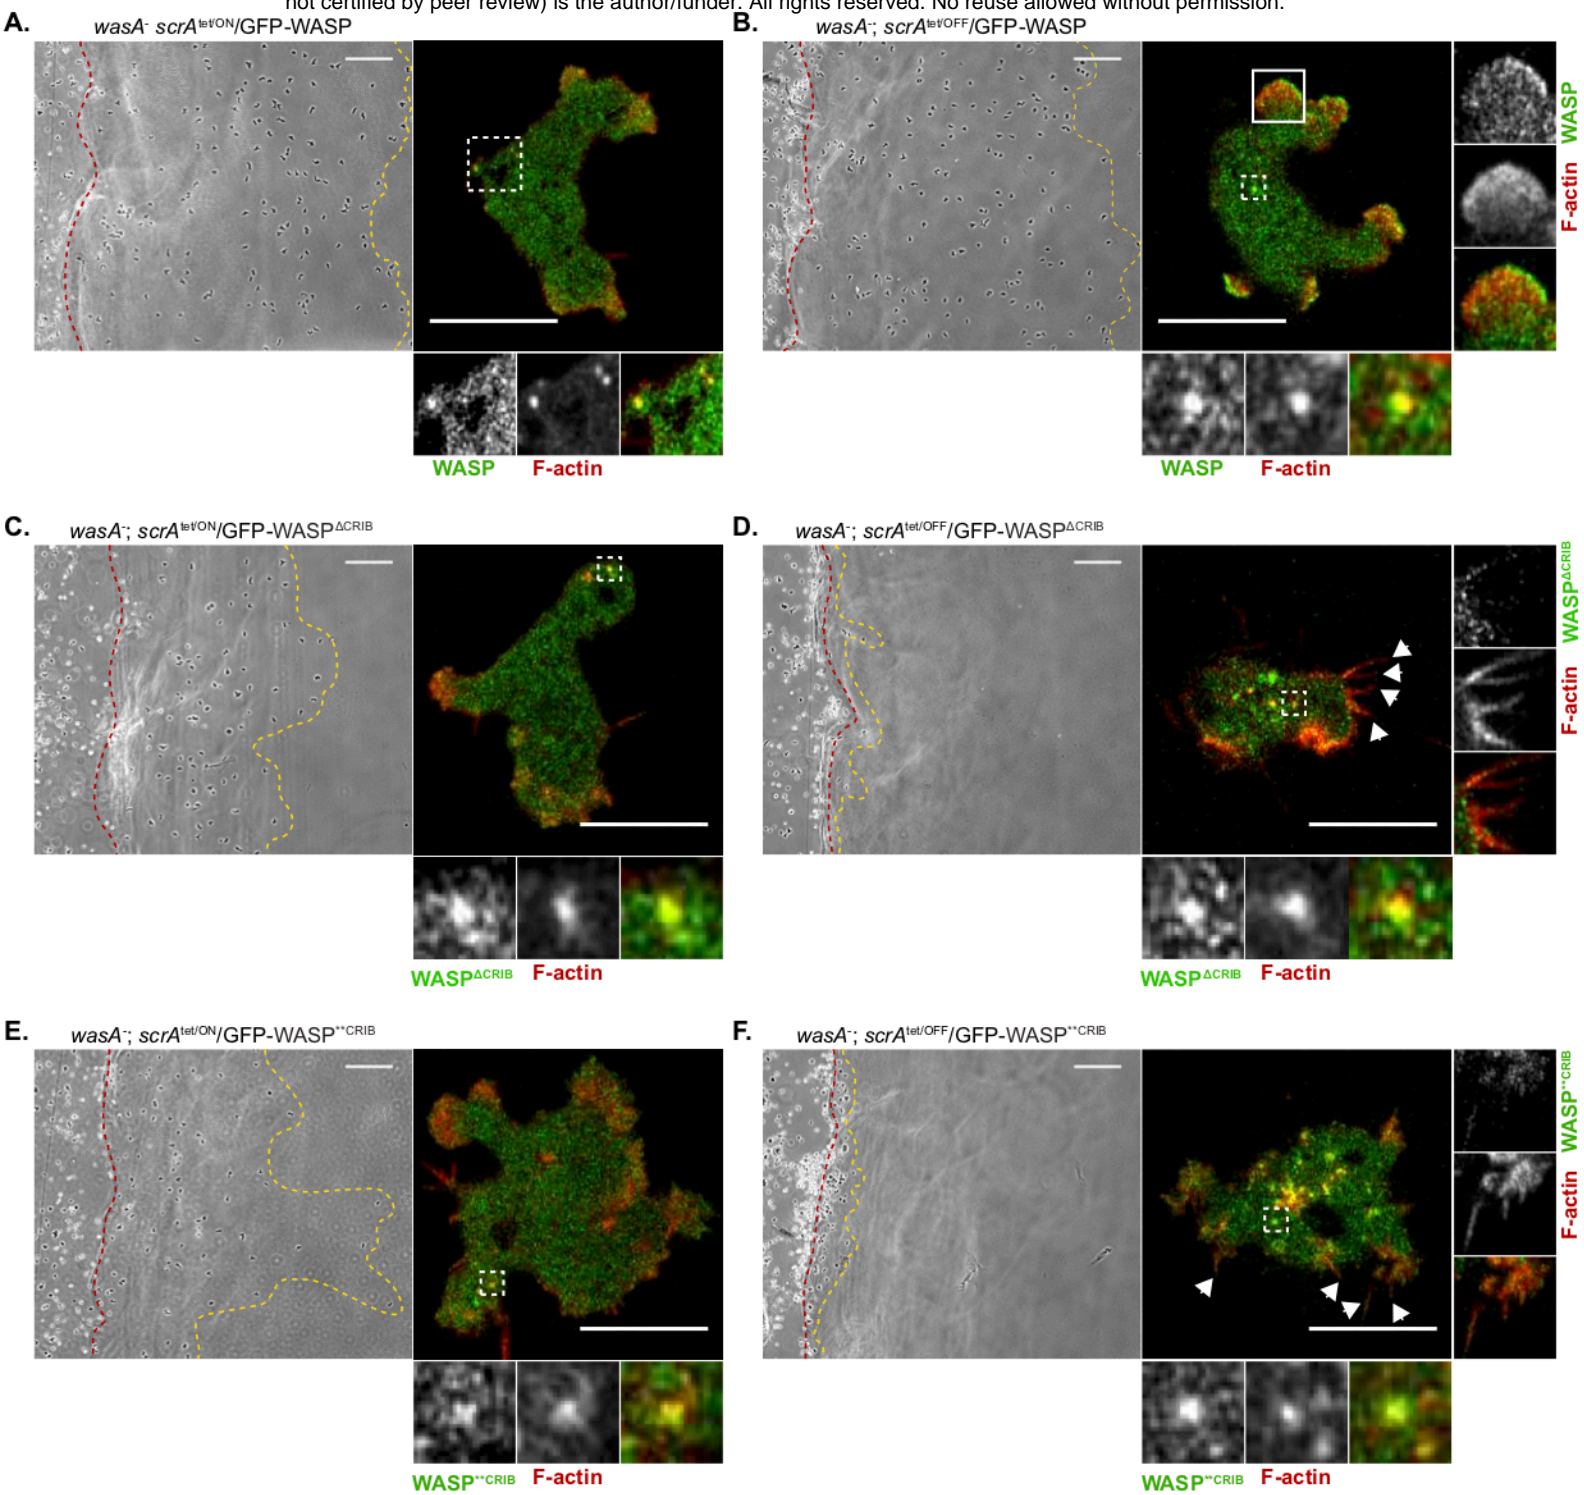 not certified by peer review) is the author/funder. All rights reserved. No reuse allowed without permission.
A. wasA- scrAtet/ON/GFP-WASP
B. wasA-; scrAtet/OFF/GFP-WASP
WASP
F-actin
WASP F-actin
WASP F-actin
C. wasA-; scrAtet/ON/GFP-WASPΔCRIB
D. wasA-; scrAtet/OFF/GFP-WASPΔCRIB
WASPΔCRIB
F-actin
WASPΔCRIB F-actin
WASPΔCRIB F-actin
E. wasA-; scrAtet/ON/GFP-WASP**CRIB
F. wasA-; scrAtet/OFF/GFP-WASP**CRIB
WASP**CRIB
F-actin
WASP**CRIB F-actin
WASP**CRIB F-actin